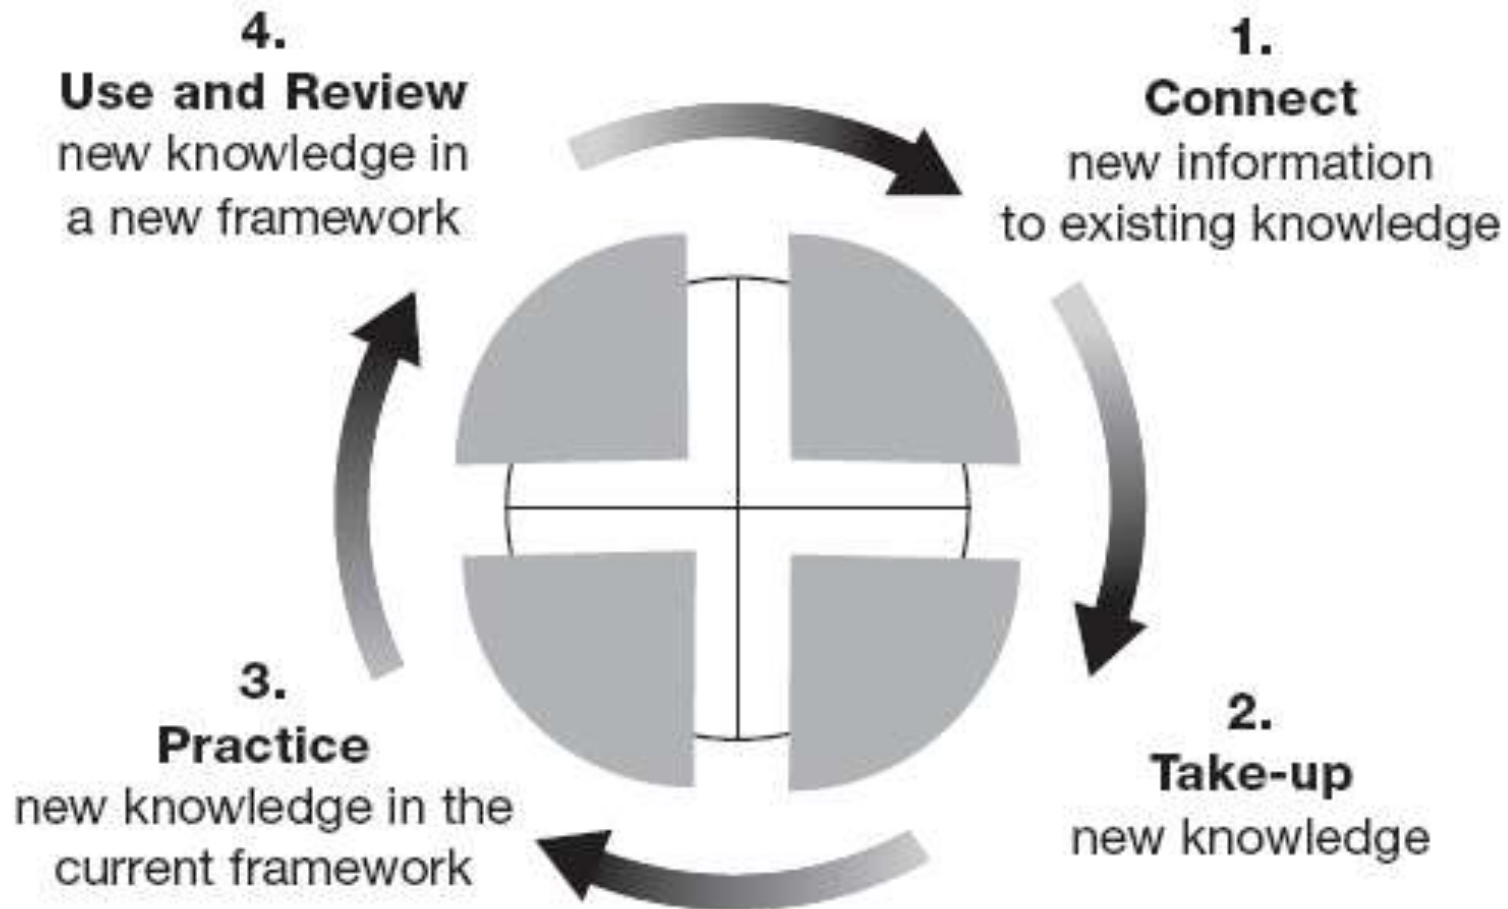 1.
Connect
new information
to existing knowledge
2.
Take-up
new knowledge
3.
Practice
new knowledge in the
current framework
4.
Use and Review
new knowledge in
a new framework